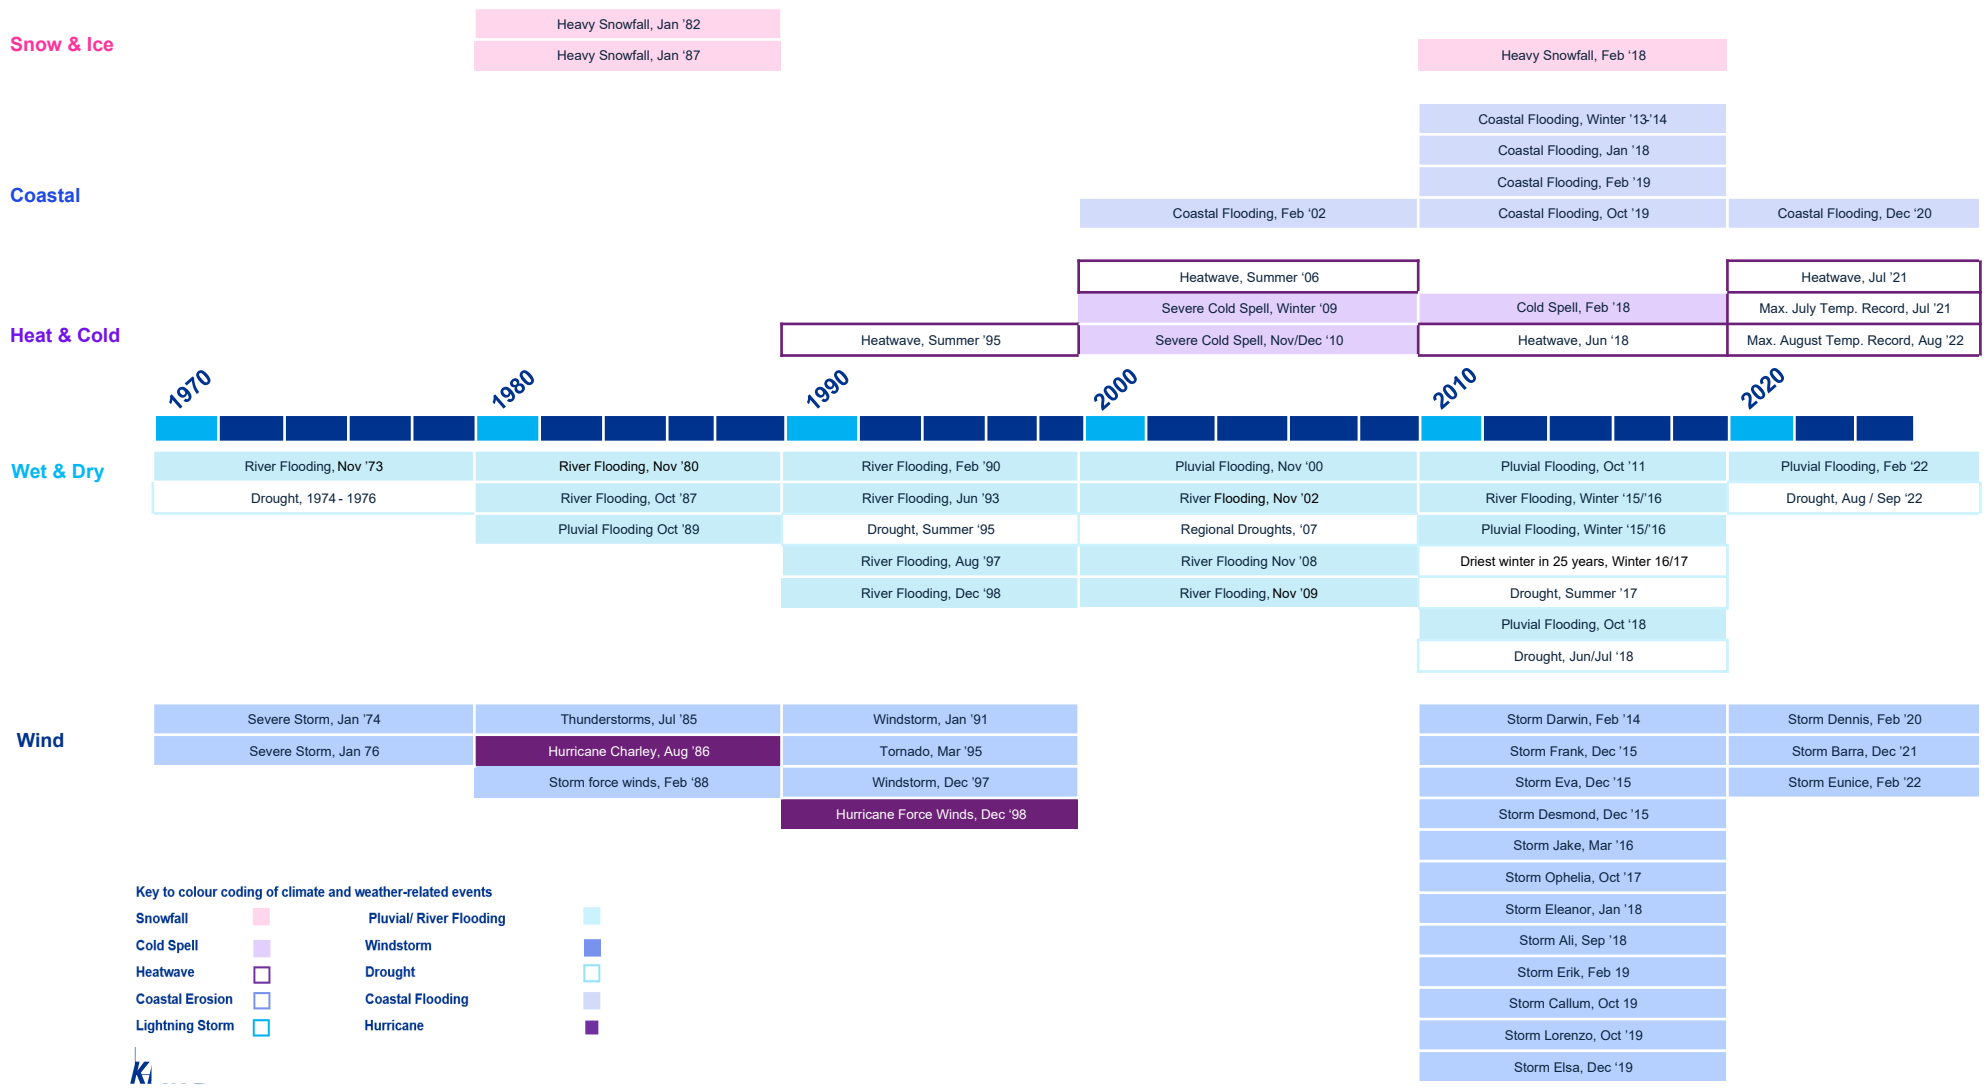 Heavy Snowfall, Jan ’82
Snow & Ice
Heavy Snowfall, Jan ‘87
Heavy Snowfall, Feb ‘18
Coastal Flooding, Winter ’13-’14
Coastal Flooding, Jan ’18
Coastal Flooding, Feb ’19
Coastal
Coastal Flooding, Feb ‘02
Coastal Flooding, Oct ’19
Coastal Flooding, Dec ‘20
Heatwave, Summer ‘06
Heatwave, Jul ’21
Severe Cold Spell, Winter ‘09
Cold Spell, Feb ’18
Max. July Temp. Record, Jul ’21
Heat & Cold
Heatwave, Summer ’95
Severe Cold Spell, Nov/Dec ‘10
Heatwave, Jun ‘18
Max. August Temp. Record, Aug ’22
1970
1980
1990
2000
2010
2020
Wet & Dry
River Flooding, Nov ’73
River Flooding, Nov ’80
River Flooding, Feb ’90
Pluvial Flooding, Nov ’00
Pluvial Flooding, Oct ’11
Pluvial Flooding, Feb ’22
Drought, 1974 - 1976
River Flooding, Oct ’87
River Flooding, Jun ’93
River Flooding, Nov ’02
River Flooding, Winter ‘15/’16
Drought, Aug / Sep ‘22
Pluvial Flooding Oct ’89
Drought, Summer ‘95
Regional Droughts, ‘07
Pluvial Flooding, Winter ‘15/’16
River Flooding, Aug ’97
River Flooding Nov ’08
Driest winter in 25 years, Winter 16/17
River Flooding, Dec ’98
River Flooding, Nov ’09
Drought, Summer ’17
Pluvial Flooding, Oct ‘18
Drought, Jun/Jul ‘18
Wind
Severe Storm, Jan ’74
Thunderstorms, Jul ’85
Windstorm, Jan ’91
Storm Darwin, Feb ’14
Storm Dennis, Feb ’20
Severe Storm, Jan 76
Hurricane Charley, Aug ’86
Tornado, Mar ’95
Storm Frank, Dec ’15
Storm Barra, Dec ’21
Storm force winds, Feb ‘88
Windstorm, Dec ’97
Storm Eva, Dec ’15
Storm Eunice, Feb ’22
Hurricane Force Winds, Dec ‘98
Storm Desmond, Dec ’15
Storm Jake, Mar ’16
Storm Ophelia, Oct ’17
Storm Eleanor, Jan ’18
Storm Ali, Sep ’18
Storm Erik, Feb 19
Storm Callum, Oct 19
Storm Lorenzo, Oct ’19
Storm Elsa, Dec ’19
Key to colour coding of climate and weather-related events
Snowfall
Pluvial/ River Flooding
Cold Spell
Windstorm
Heatwave
Drought
Coastal Erosion
Coastal Flooding
Lightning Storm
Hurricane